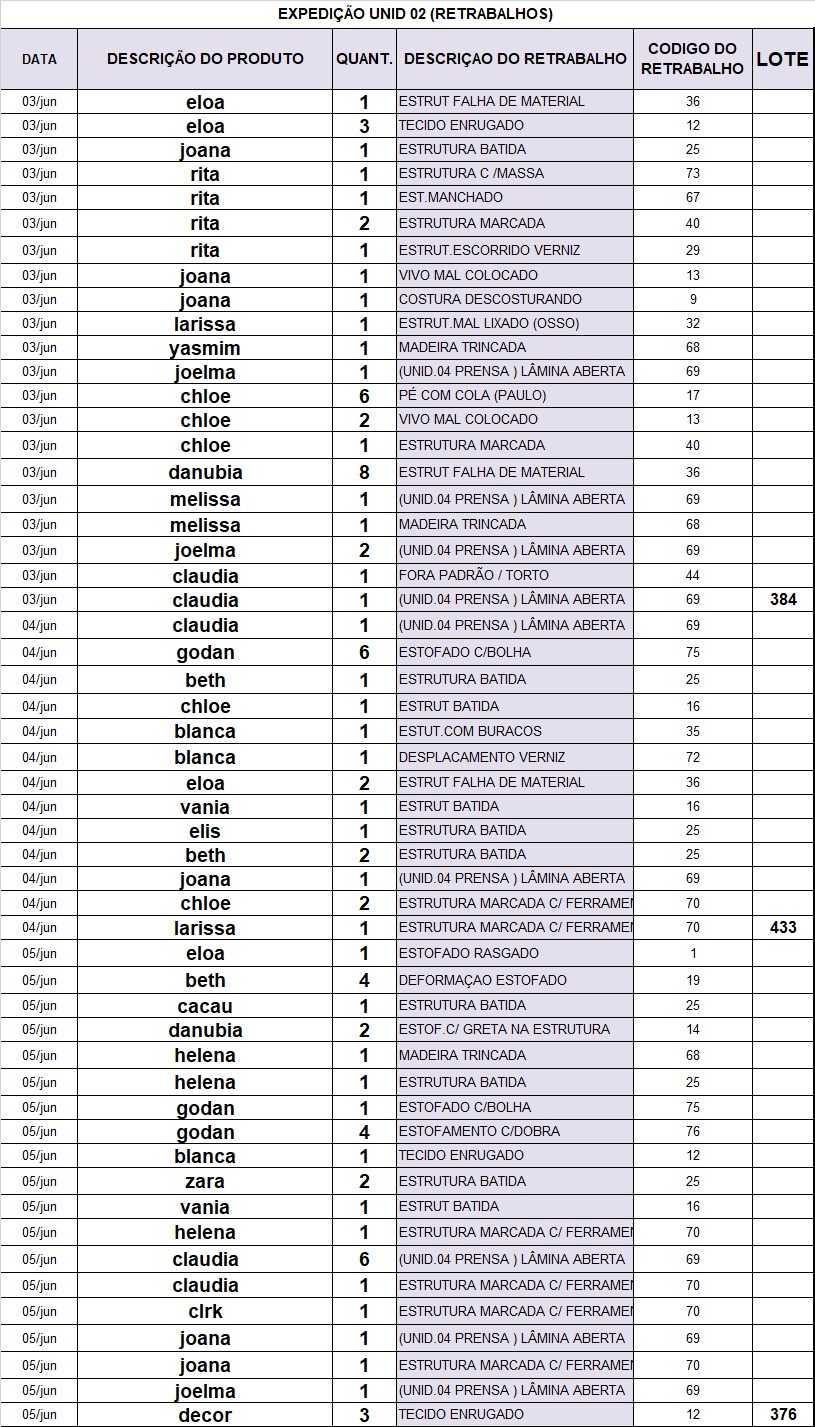 EXPEDIÇÃO UNID 02 (RETRABALHOS)
DATA DESCRIÇÃO DO PRODUTO QUANT. DESCRIÇAO DO RETRABALHO CODIGO DO RETRABALHO LOTE
03/jun eloa 1 ESTRUT FALHA DE MATERIAL 36
03/jun eloa 3 TECIDO ENRUGADO 12
03/jun joana 1 ESTRUTURA BATIDA 25
03/jun rita 1 ESTRUTURA C /MASSA 73
03/jun rita 1 EST.MANCHADO 67
03/jun rita 2 ESTRUTURA MARCADA 40
03/jun rita 1 ESTRUT.ESCORRIDO VERNIZ 29
03/jun joana 1 VIVO MAL COLOCADO 13
03/jun joana 1 COSTURA DESCOSTURANDO 9
03/jun larissa 1 ESTRUT.MAL LIXADO (OSSO) 32
03/jun yasmim 1 MADEIRA TRINCADA 68
03/jun joelma 1 (UNID.04 PRENSA ) LÂMINA ABERTA 69
03/jun chloe 6 PÉ COM COLA (PAULO) 17
03/jun chloe 2 VIVO MAL COLOCADO 13
03/jun chloe 1 ESTRUTURA MARCADA 40
03/jun danubia 8 ESTRUT FALHA DE MATERIAL 36
03/jun melissa 1 (UNID.04 PRENSA ) LÂMINA ABERTA 69
03/jun melissa 1 MADEIRA TRINCADA 68
03/jun joelma 2 (UNID.04 PRENSA ) LÂMINA ABERTA 69
03/jun claudia 1 FORA PADRÃO / TORTO 44
03/jun claudia 1 (UNID.04 PRENSA ) LÂMINA ABERTA 69 384
04/jun claudia 1 (UNID.04 PRENSA ) LÂMINA ABERTA 69
04/jun godan 6 ESTOFADO C/BOLHA 75
04/jun beth 1 ESTRUTURA BATIDA 25
04/jun chloe 1 ESTRUT BATIDA 16
04/jun blanca 1 ESTUT.COM BURACOS 35
04/jun blanca 1 DESPLACAMENTO VERNIZ 72
04/jun eloa 2 ESTRUT FALHA DE MATERIAL 36
04/jun vania 1 ESTRUT BATIDA 16
04/jun elis 1 ESTRUTURA BATIDA 25
04/jun beth 2 ESTRUTURA BATIDA 25
04/jun joana 1 (UNID.04 PRENSA ) LÂMINA ABERTA 69
04/jun chloe 2 ESTRUTURA MARCADA C/ FERRAMEN 70
04/jun larissa 1 ESTRUTURA MARCADA C/ FERRAMEN 70 433
05/jun eloa 1 ESTOFADO RASGADO 1
05/jun beth 4 DEFORMAÇAO ESTOFADO 19
05/jun cacau 1 ESTRUTURA BATIDA 25
05/jun danubia 2 ESTOF.C/ GRETA NA ESTRUTURA 14
05/jun helena 1 MADEIRA TRINCADA 68
05/jun helena 1 ESTRUTURA BATIDA 25
05/jun godan 1 ESTOFADO C/BOLHA 75
05/jun godan 4 ESTOFAMENTO C/DOBRA 76
05/jun blanca 1 TECIDO ENRUGADO 12
05/jun zara 2 ESTRUTURA BATIDA 25
05/jun vania 1 ESTRUT BATIDA 16
05/jun helena 1 ESTRUTURA MARCADA C/ FERRAMEN 70
05/jun claudia 6 (UNID.04 PRENSA ) LÂMINA ABERTA 69
05/jun claudia 1 ESTRUTURA MARCADA C/ FERRAMEN 70
05/jun clrk 1 ESTRUTURA MARCADA C/ FERRAMEN 70
05/jun joana 1 (UNID.04 PRENSA ) LÂMINA ABERTA 69
05/jun joana 1 ESTRUTURA MARCADA C/ FERRAMEN 70
05/jun joelma 1 (UNID.04 PRENSA ) LÂMINA ABERTA 69
05/jun decor 3 TECIDO ENRUGADO 12 376